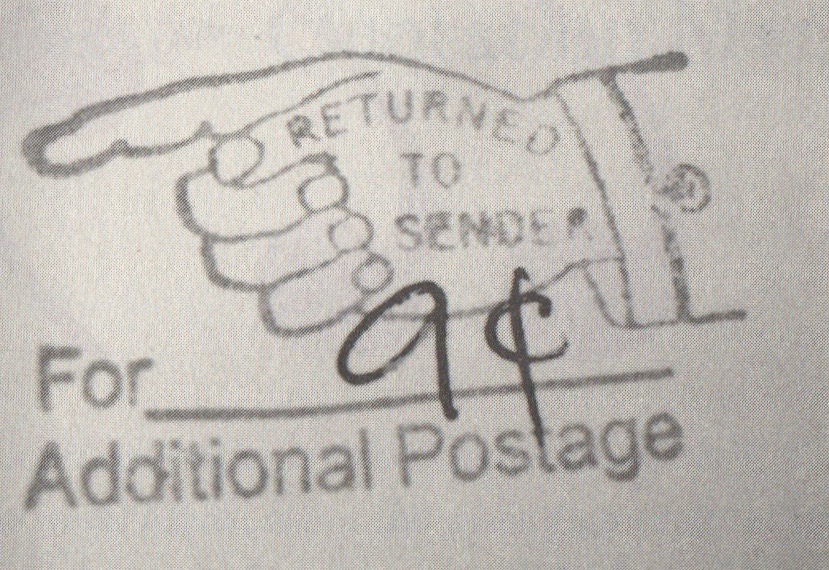 RETURNED
TO
SENDER
9¢
For
Additional Postage